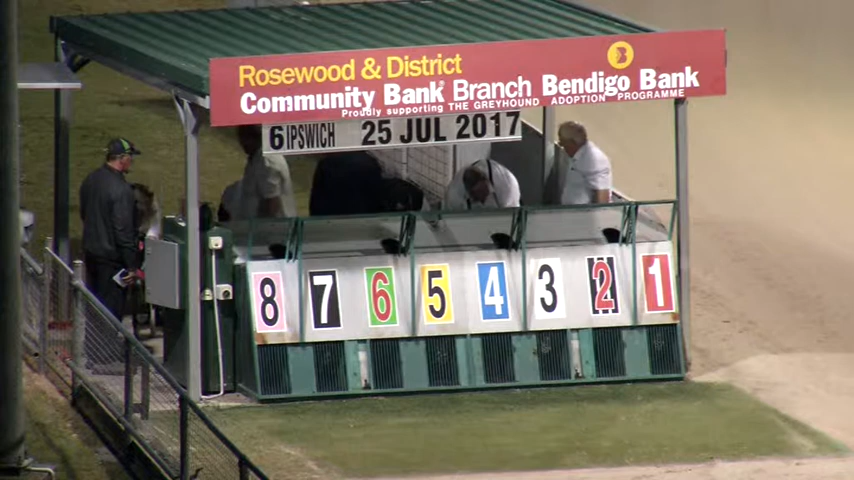 Rosewood & District
Community Bank Branch Bendigo Bank
Proudly supporting THE GREYHOUND ADOPTION PROGRAMME
6 IPSWICH 25 JUL 2017
8 7 6 5 4 3 2 1